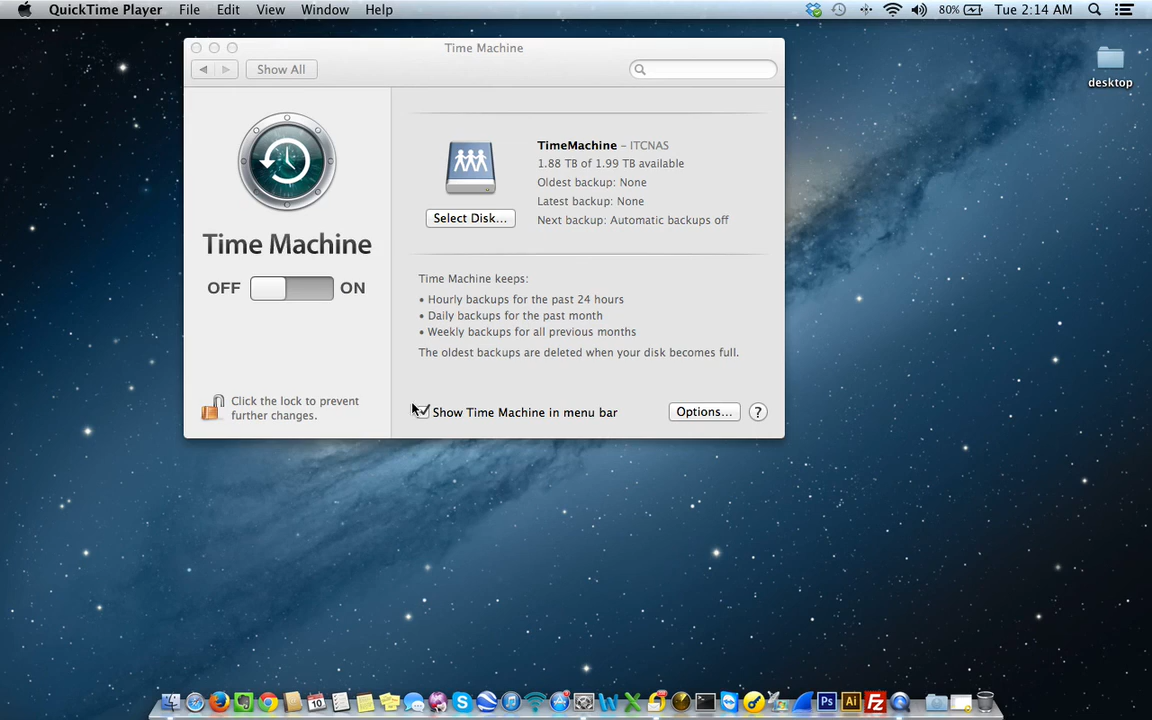 QuickTime Player File Edit View Window Help 80% Tue 2:14 AM
Time Machine
Show All
desktop
TimeMachine – ITCNAS
1.88 TB of 1.99 TB available
Oldest backup: None
Latest backup: None
Next backup: Automatic backups off
Select Disk...
Time Machine
OFF ON
Time Machine keeps:
• Hourly backups for the past 24 hours
• Daily backups for the past month
• Weekly backups for all previous months
The oldest backups are deleted when your disk becomes full.
Click the lock to prevent
further changes.
Show Time Machine in menu bar
Options... ?
10 Ps Ai Fz